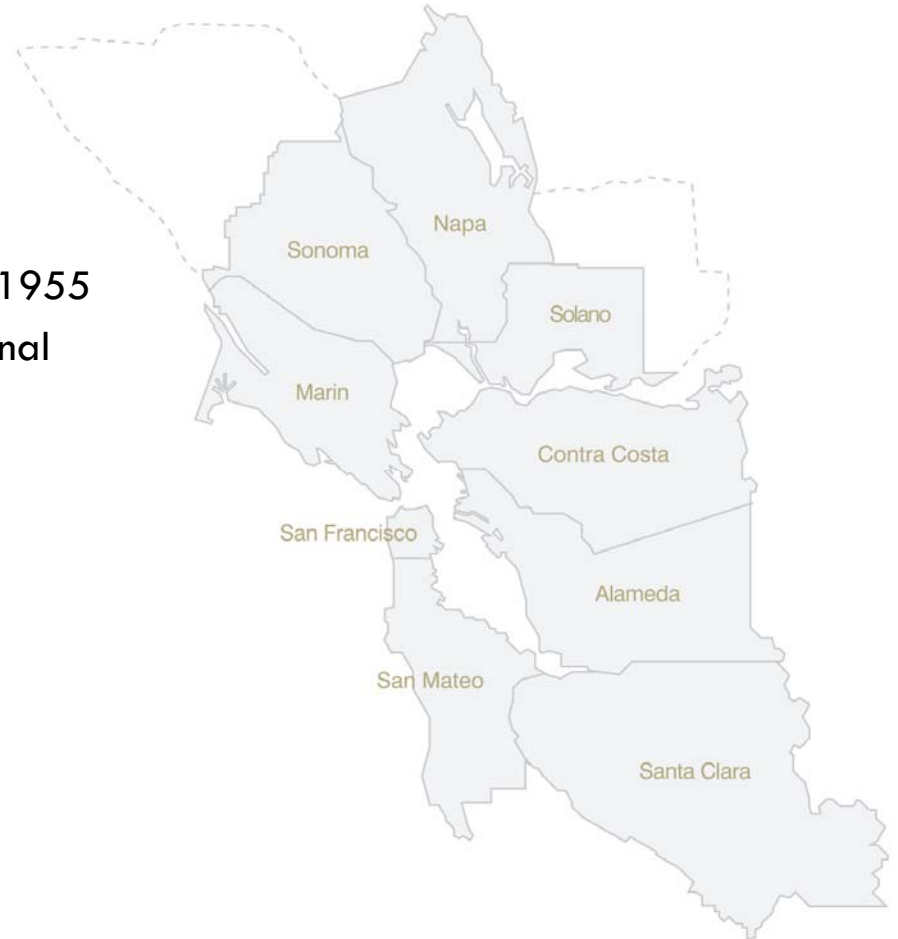 Napa
Sonoma
1955
Solano
nal
Marin
Contra Costa
San Francisco
Alameda
San Mateo
Santa Clara